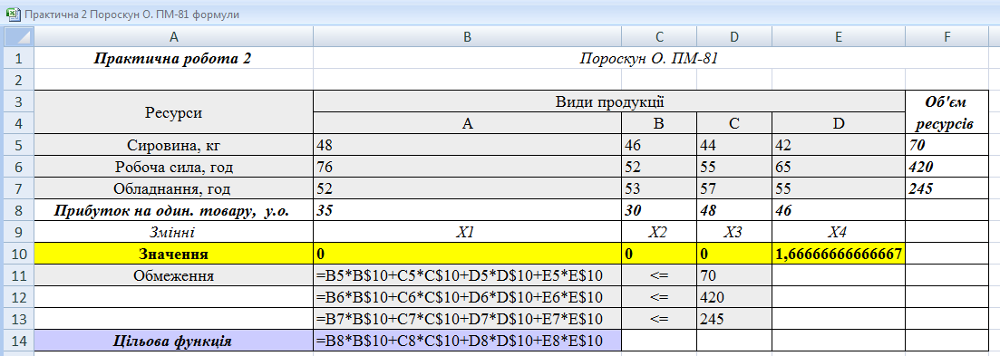 Практична 2 Пороскун О. ПМ-81 формули
A B C D E F
1 Практична робота 2 Пороскун О. ПМ-81
2
3 Ресурси Види продукції Об'єм ресурсів
4 A B C D
5 Сировина, кг 48 46 44 42 70
6 Робоча сила, год 76 52 55 65 420
7 Обладнання, год 52 53 57 55 245
8 Прибуток на один. товару, у.о. 35 30 48 46
9 Змінні X1 X2 X3 X4
10 Значення 0 0 0 1,66666666666667
11 Обмеження =B5*B$10+C5*C$10+D5*D$10+E5*E$10 <= 70
12 =B6*B$10+C6*C$10+D6*D$10+E6*E$10 <= 420
13 =B7*B$10+C7*C$10+D7*D$10+E7*E$10 <= 245
14 Цільова функція =B8*B$10+C8*C$10+D8*D$10+E8*E$10